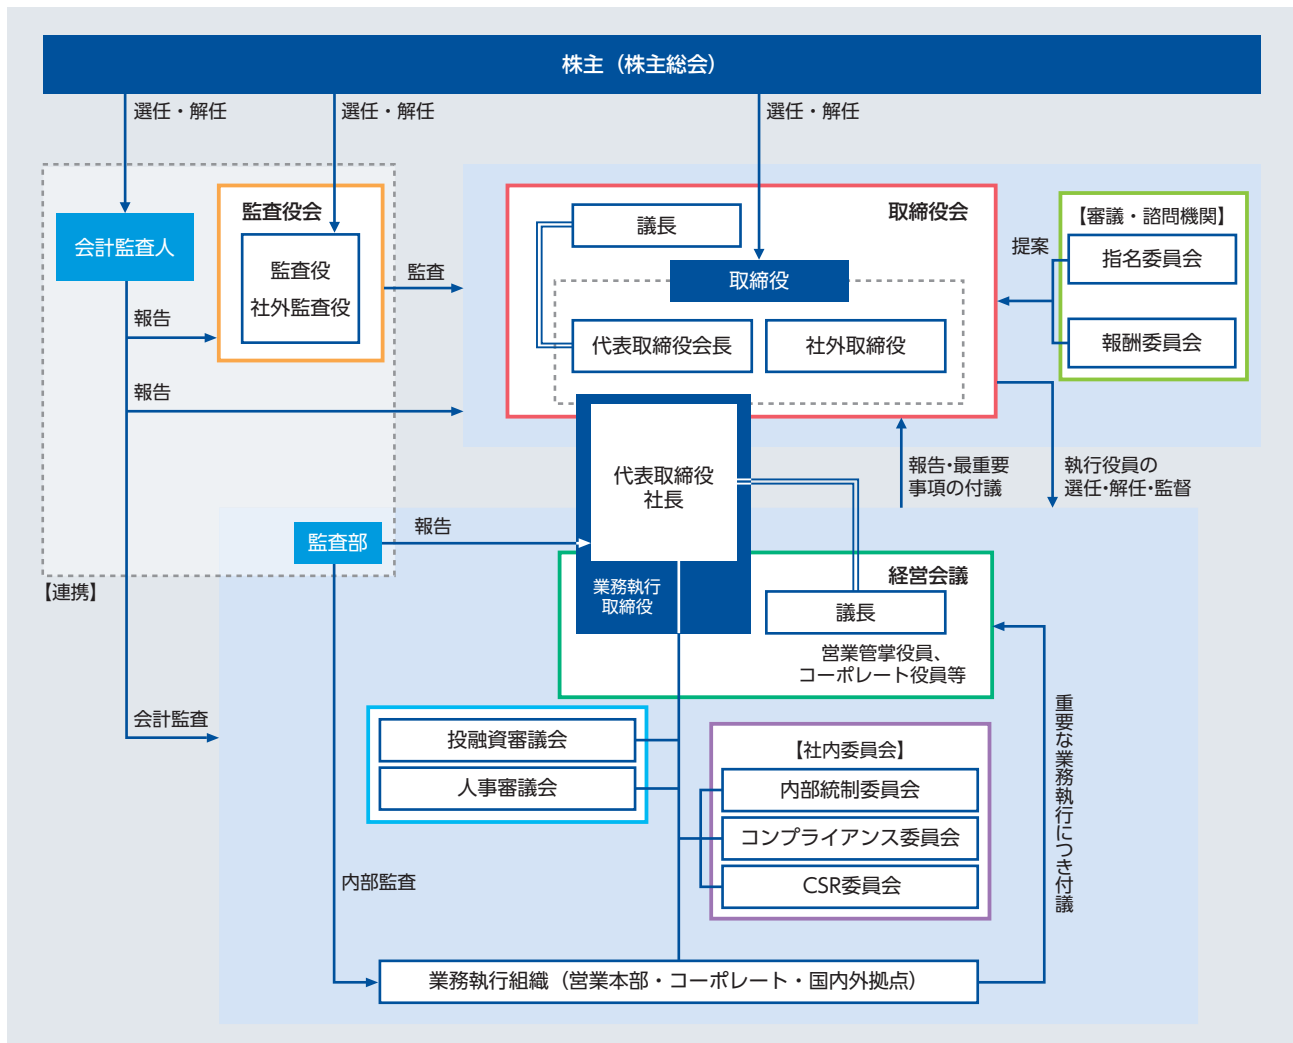 株主（株主総会）
選任・解任
選任・解任
選任・解任
会計監査人
監査役会
監査役
社外監査役
監査
報告
報告
取締役会
議長
取締役
代表取締役会長
社外取締役
【審議・諮問機関】
提案
指名委員会
報酬委員会
代表取締役
社長
報告・最重要
事項の付議
執行役員の
選任・解任・監督
監査部
報告
【連携】
業務執行
取締役
経営会議
議長
営業管掌役員、
コーポレート役員等
会計監査
投融資審議会
人事審議会
【社内委員会】
内部統制委員会
コンプライアンス委員会
CSR委員会
重要な業務執行につき付議
内部監査
業務執行組織（営業本部・コーポレート・国内外拠点）